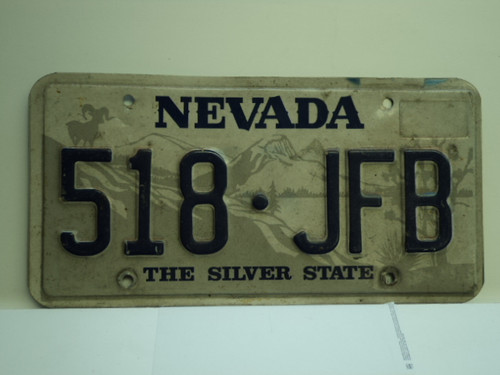 NEVADA
518·JFB
THE SILVER STATE